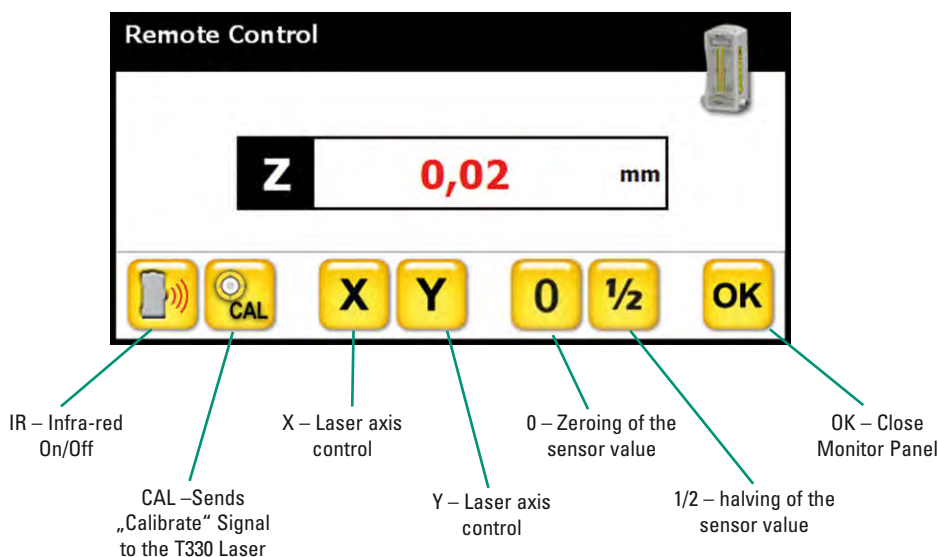 Remote Control
Z 0,02 mm
CAL X Y 0 ½ OK
IR – Infra-red
On/Off
X – Laser axis
control
0 – Zeroing of the
sensor value
OK – Close
Monitor Panel
CAL –Sends
„Calibrate“ Signal
to the T330 Laser
Y – Laser axis
control
1/2 – halving of the
sensor value